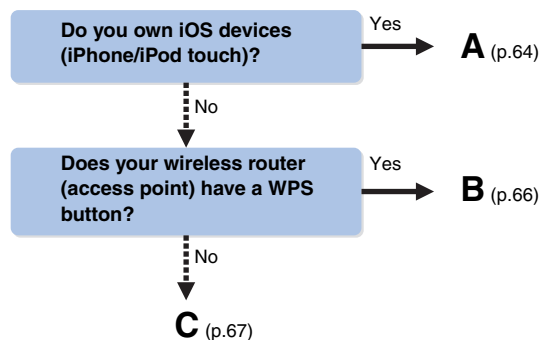 Do you own iOS devices
(iPhone/iPod touch)?
Yes
A (p.64)
No
Does your wireless router
(access point) have a WPS
button?
Yes
B (p.66)
No
C (p.67)